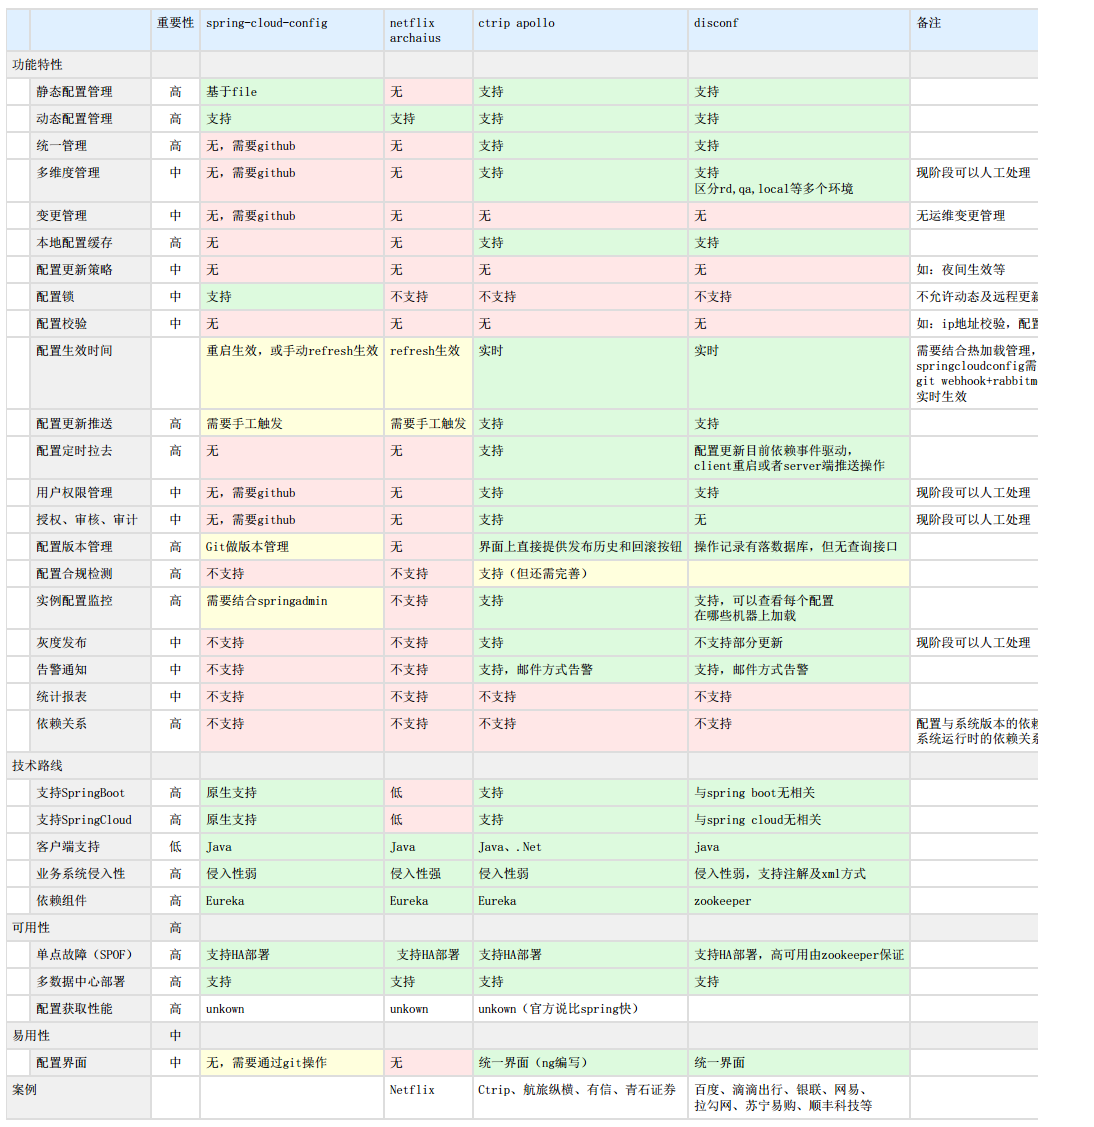 重要性 spring-cloud-config netflix archaius ctrip apollo disconf 备注
功能特性
静态配置管理 高 基于file 无 支持 支持
动态配置管理 高 支持 支持 支持 支持
统一管理 高 无，需要github 无 支持 支持
多维度管理 中 无，需要github 无 支持 支持 现阶段可以人工处理
区分rd,qa,local等多个环境
变更管理 中 无，需要github 无 无 无 无运维变更管理
本地配置缓存 高 无 无 支持 支持
配置更新策略 中 无 无 无 无 如：夜间生效等
配置锁 中 支持 不支持 不支持 不支持 不允许动态及远程更新
配置校验 中 无 无 无 无 如：ip地址校验，配置
配置生效时间 重启生效，或手动refresh生效 refresh生效 实时 实时 需要结合热加载管理，
springcloudconfig需
git webhook+rabbitm
实时生效
配置更新推送 高 需要手工触发 需要手工触发 支持 支持
配置定时拉去 高 无 无 支持 配置更新目前依赖事件驱动，
client重启或者server端推送操作
用户权限管理 中 无，需要github 无 支持 支持 现阶段可以人工处理
授权、审核、审计 中 无，需要github 无 支持 无 现阶段可以人工处理
配置版本管理 高 Git做版本管理 无 界面上直接提供发布历史和回滚按钮 操作记录有落数据库，但无查询接口
配置合规检测 高 不支持 不支持 支持（但还需完善）
实例配置监控 高 需要结合springadmin 不支持 支持 支持，可以查看每个配置
在哪些机器上加载
灰度发布 中 不支持 不支持 支持 不支持部分更新 现阶段可以人工处理
告警通知 中 不支持 不支持 支持，邮件方式告警 支持，邮件方式告警
统计报表 中 不支持 不支持 不支持 不支持
依赖关系 高 不支持 不支持 不支持 不支持 配置与系统版本的依赖
系统运行时的依赖关系
技术路线
支持SpringBoot 高 原生支持 低 支持 与spring boot无相关
支持SpringCloud 高 原生支持 低 支持 与spring cloud无相关
客户端支持 低 Java Java Java、.Net java
业务系统侵入性 高 侵入性弱 侵入性强 侵入性弱 侵入性弱，支持注解及xml方式
依赖组件 高 Eureka Eureka Eureka zookeeper
可用性 高
单点故障（SPOF） 高 支持HA部署 支持HA部署 支持HA部署 支持HA部署，高可用由zookeeper保证
多数据中心部署 高 支持 支持 支持 支持
配置获取性能 高 unkown unkown unkown（官方说比spring快）
易用性 中
配置界面 中 无，需要通过git操作 无 统一界面（ng编写） 统一界面
案例 Netflix Ctrip、航旅纵横、有信、青石证券 百度、滴滴出行、银联、网易、
拉勾网、苏宁易购、顺丰科技等